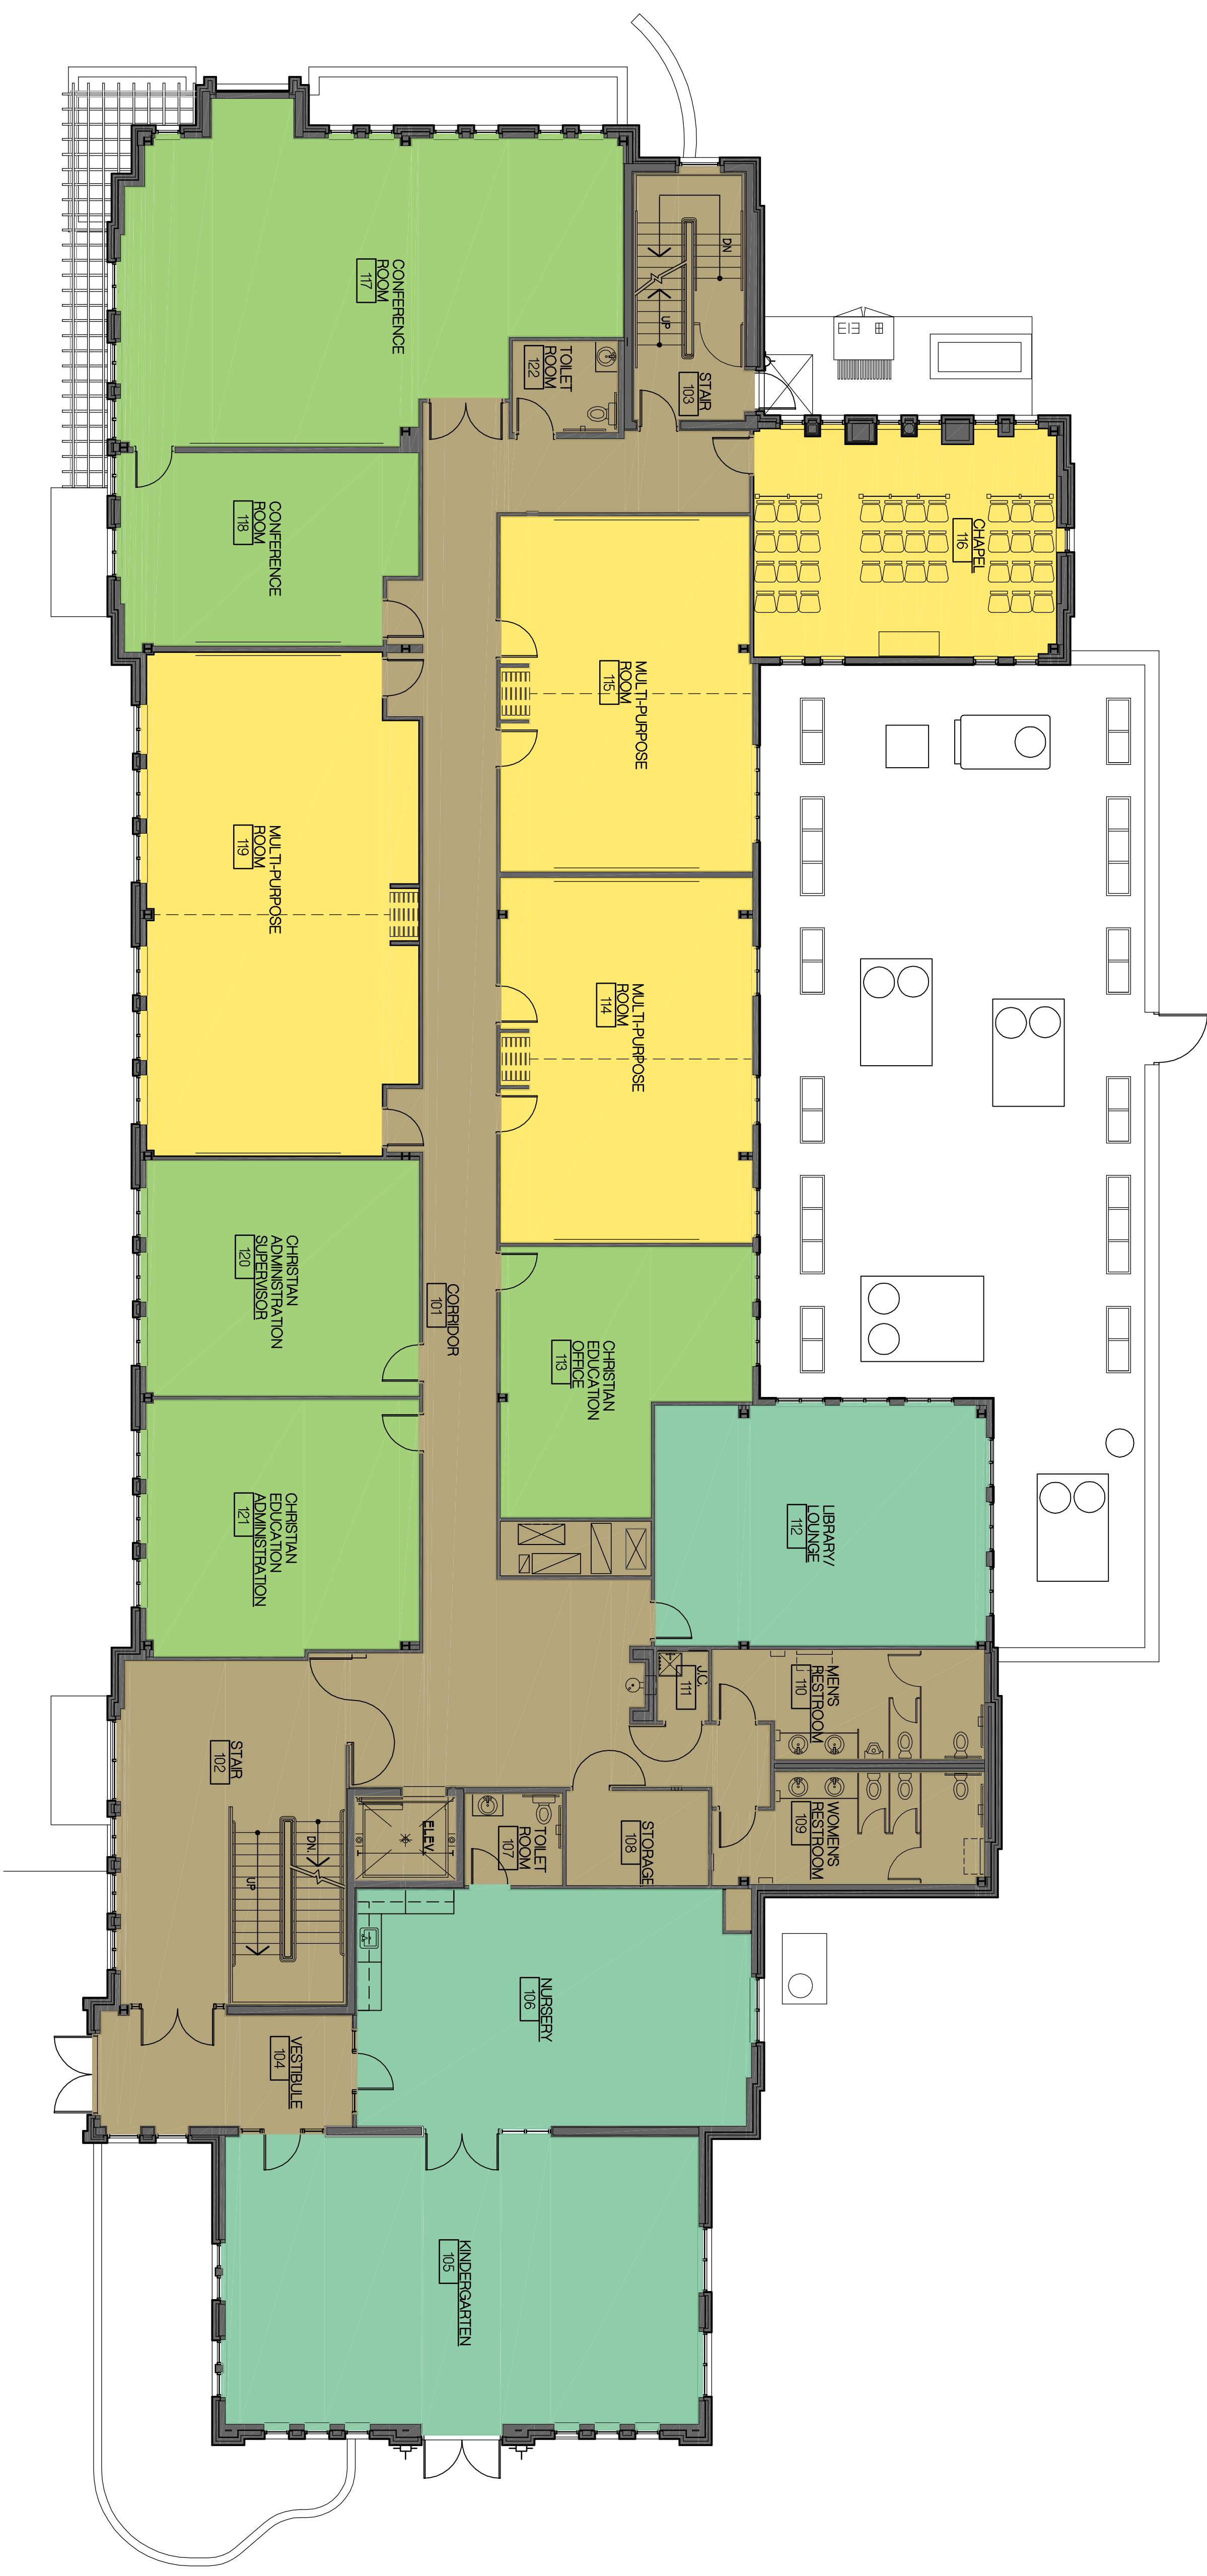 CONFERENCE
ROOM
117
DN
UP
STAIR
103
TOILET
ROOM
122
CONFERENCE
ROOM
118
CHAPEL
116
MULTI-PURPOSE
ROOM
115
MULTI-PURPOSE
ROOM
119
MULTI-PURPOSE
ROOM
114
CHRISTIAN
ADMINISTRATION
SUPERVISOR
120
CORRIDOR
101
CHRISTIAN
EDUCATION
OFFICE
113
CHRISTIAN
EDUCATION
ADMINISTRATION
121
LIBRARY/
LOUNGE
112
J.C.
111
MEN'S
RESTROOM
110
STAIR
102
DN.
UP
ELEV.
TOILET
ROOM
107
STORAGE
108
WOMEN'S
RESTROOM
109
NURSERY
106
VESTIBULE
104
KINDERGARTEN
105